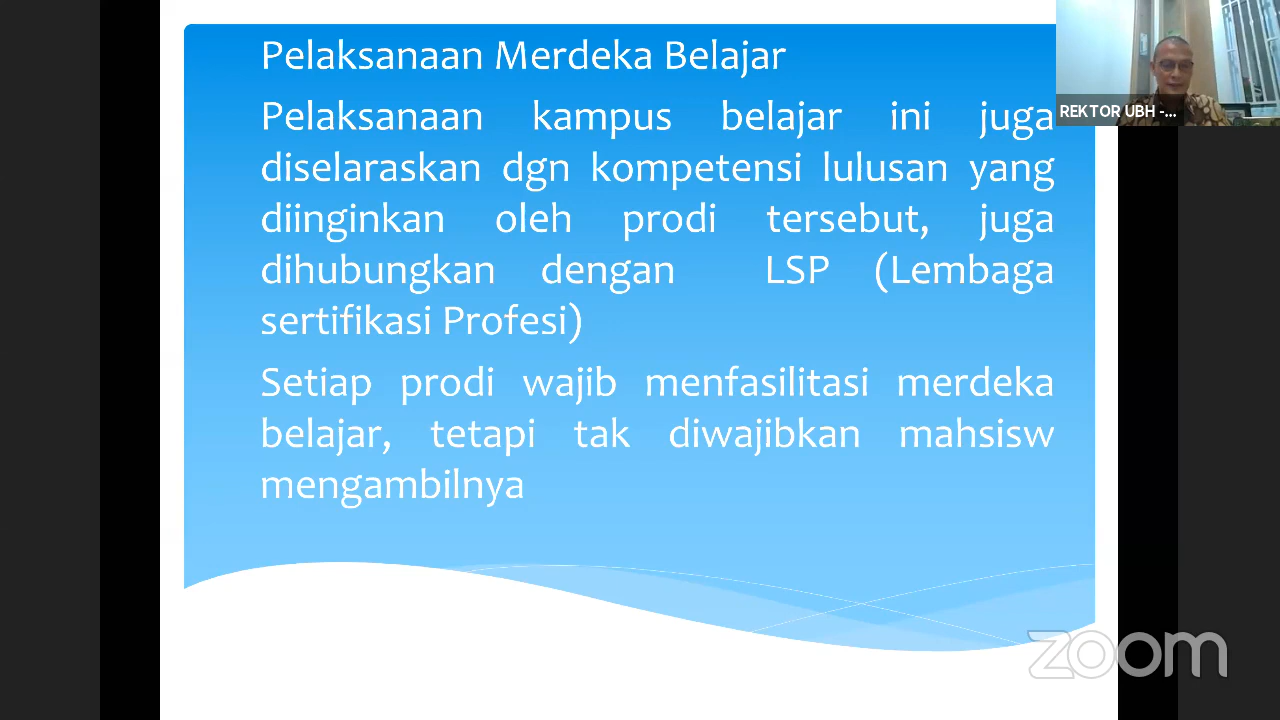 Pelaksanaan Merdeka Belajar
Pelaksanaan kampus belajar ini juga
diselaraskan dgn kompetensi lulusan yang
diinginkan oleh prodi tersebut, juga
dihubungkan dengan LSP (Lembaga
sertifikasi Profesi)
Setiap prodi wajib menfasilitasi merdeka
belajar, tetapi tak diwajibkan mahsisw
mengambilnya
REKTOR UBH -...
zoom